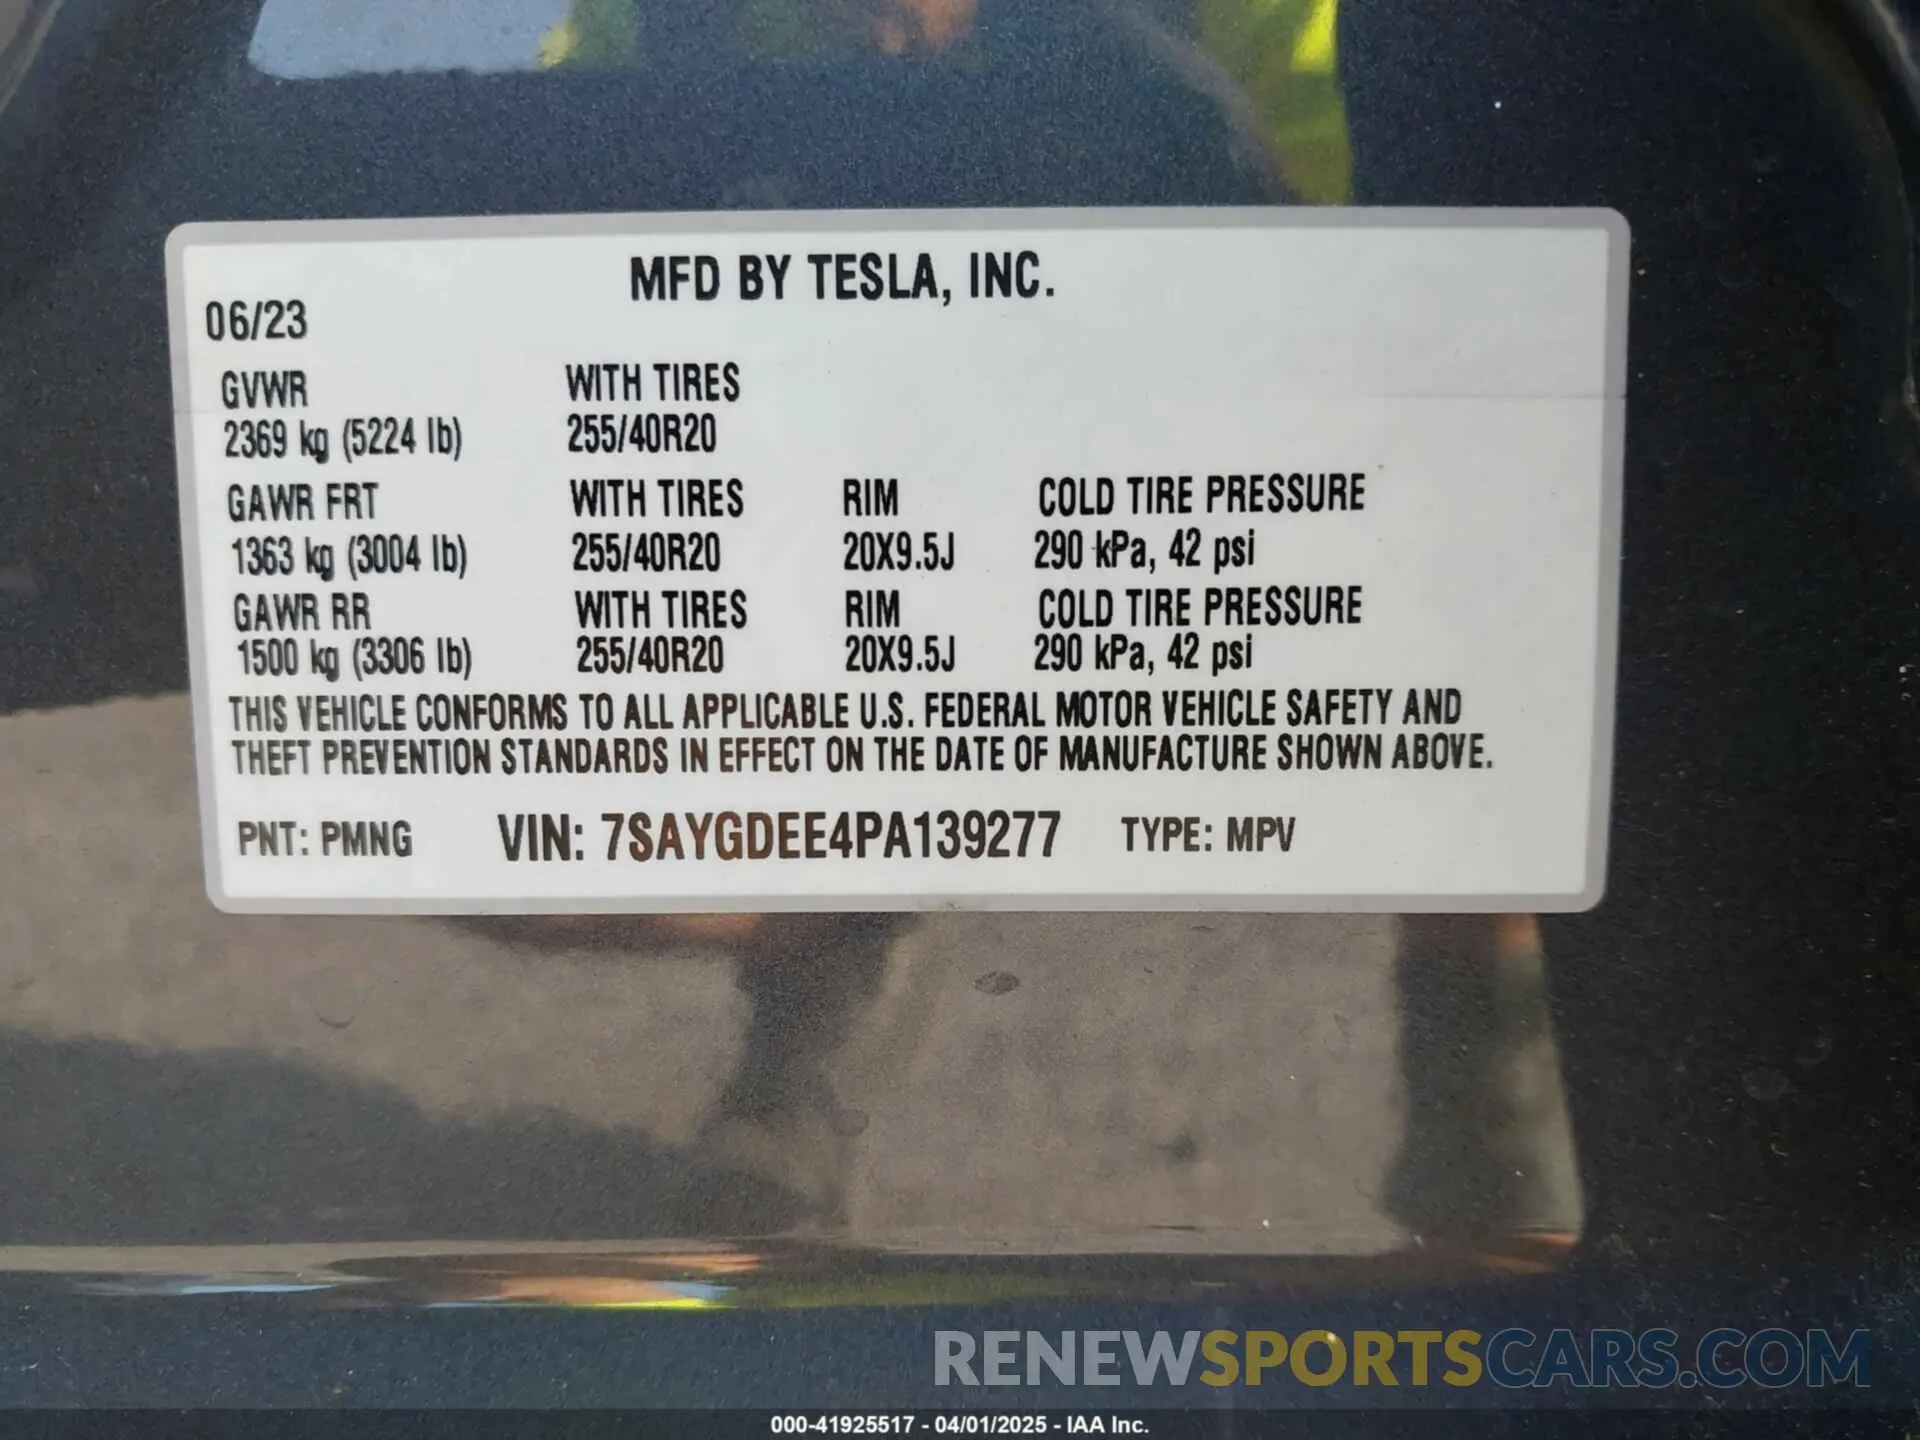 MFD BY TESLA, INC.
06/23
GVWR WITH TIRES
2369 kg (5224 lb) 255/40R20
GAWR FRT WITH TIRES RIM COLD TIRE PRESSURE
1363 kg (3004 lb) 255/40R20 20X9.5J 290 kPa, 42 psi
GAWR RR WITH TIRES RIM COLD TIRE PRESSURE
1500 kg (3306 lb) 255/40R20 20X9.5J 290 kPa, 42 psi
THIS VEHICLE CONFORMS TO ALL APPLICABLE U.S. FEDERAL MOTOR VEHICLE SAFETY AND
THEFT PREVENTION STANDARDS IN EFFECT ON THE DATE OF MANUFACTURE SHOWN ABOVE.
PNT: PMNG VIN: 7SAYGDEE4PA139277 TYPE: MPV
RENEWSPORTSCARS.COM
000-41925517 - 04/01/2025 - IAA Inc.